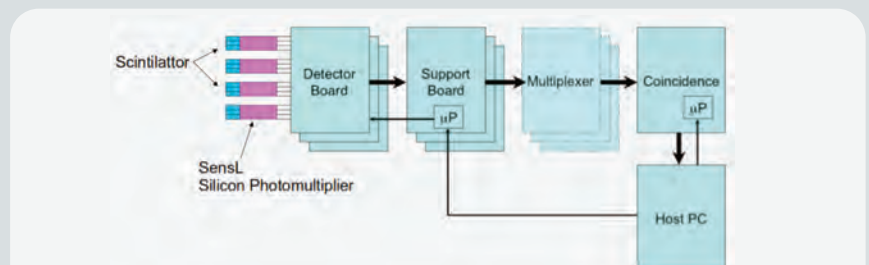 Scintilattor
Detector
Board
Support
Board
μP
Multiplexer
Coincidence
μP
SensL
Silicon Photomultiplier
Host PC